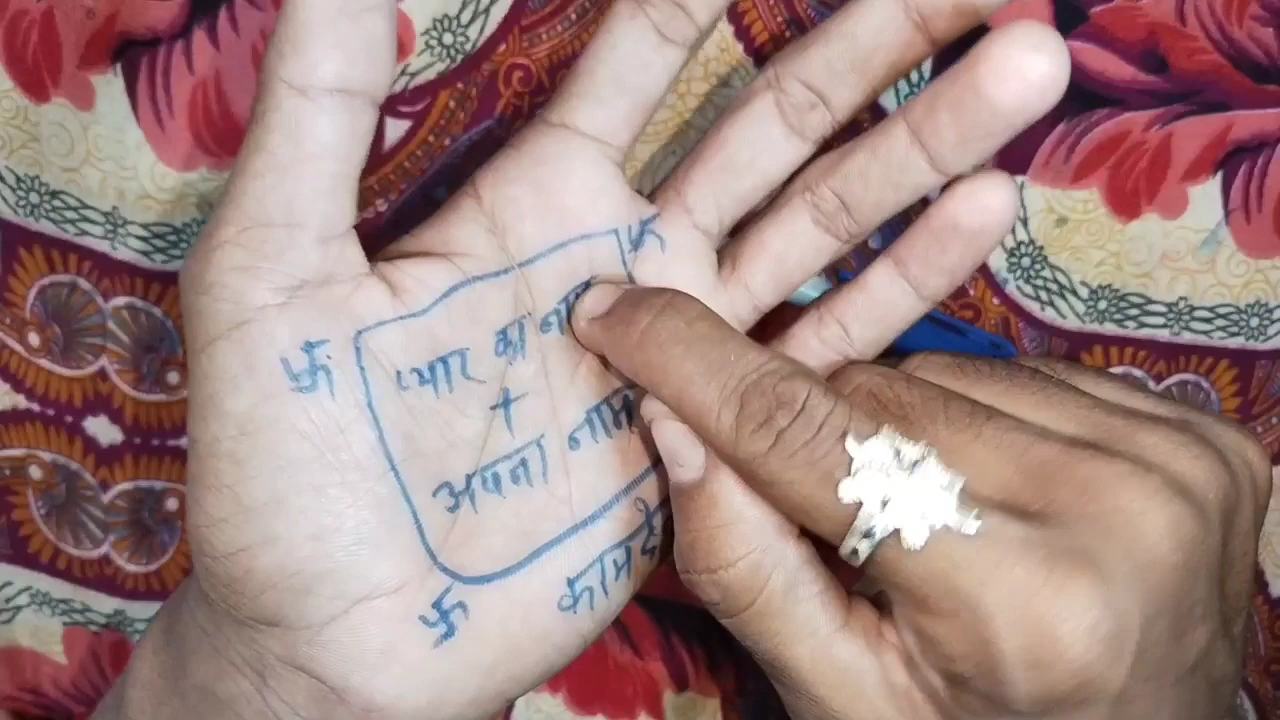 प्यार का
+
अपना नाम